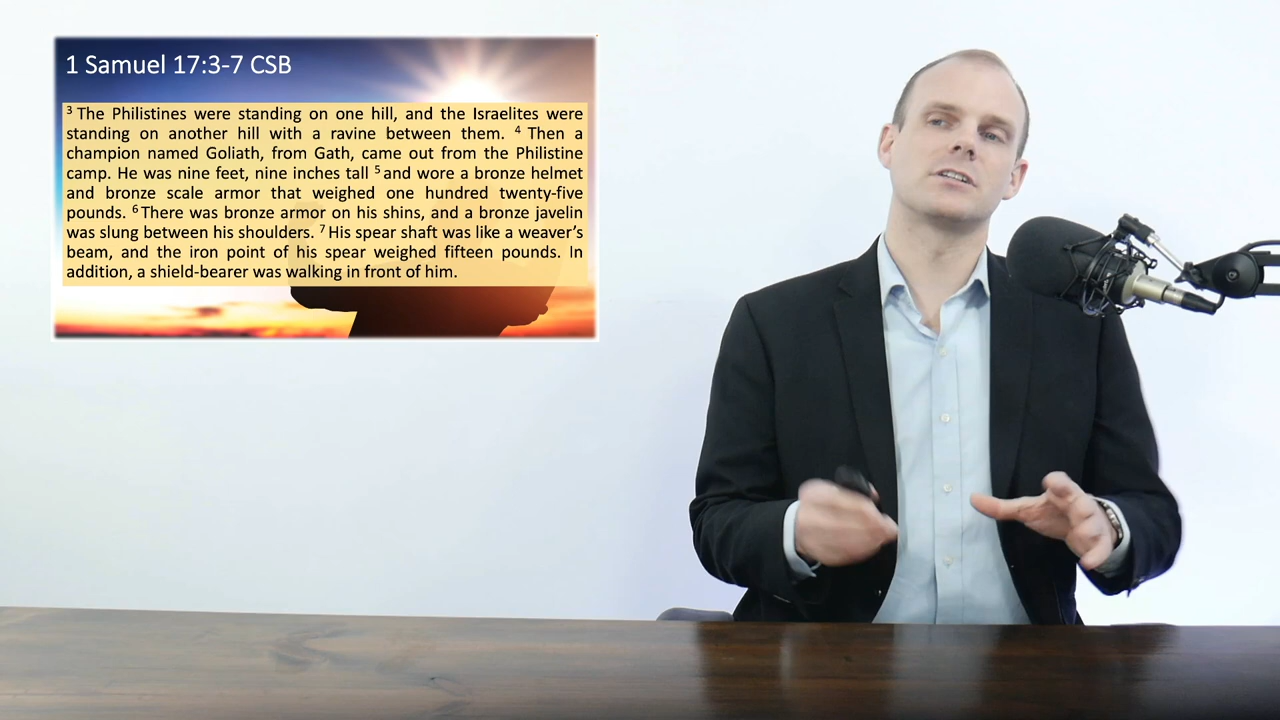 1 Samuel 17:3-7 CSB
3 The Philistines were standing on one hill, and the Israelites were
standing on another hill with a ravine between them. 4 Then a
champion named Goliath, from Gath, came out from the Philistine
camp. He was nine feet, nine inches tall 5 and wore a bronze helmet
and bronze scale armor that weighed one hundred twenty-five
pounds. 6 There was bronze armor on his shins, and a bronze javelin
was slung between his shoulders. 7 His spear shaft was like a weaver’s
beam, and the iron point of his spear weighed fifteen pounds. In
addition, a shield-bearer was walking in front of him.